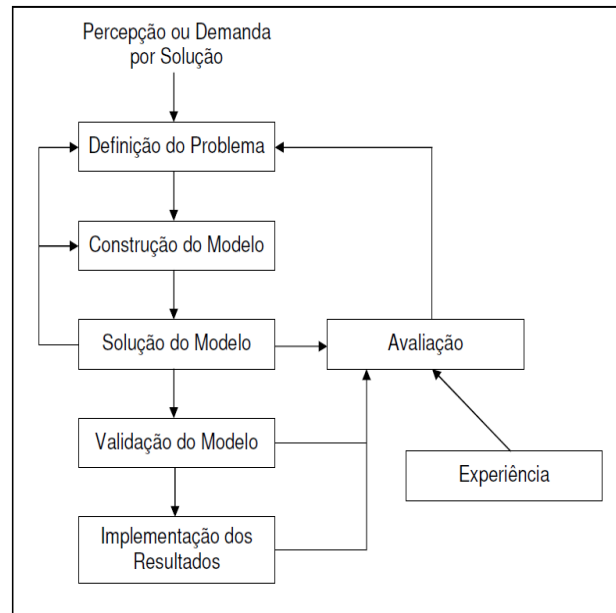 Percepção ou Demanda
por Solução
Definição do Problema
Construção do Modelo
Solução do Modelo
Avaliação
Validação do Modelo
Experiência
Implementação dos
Resultados